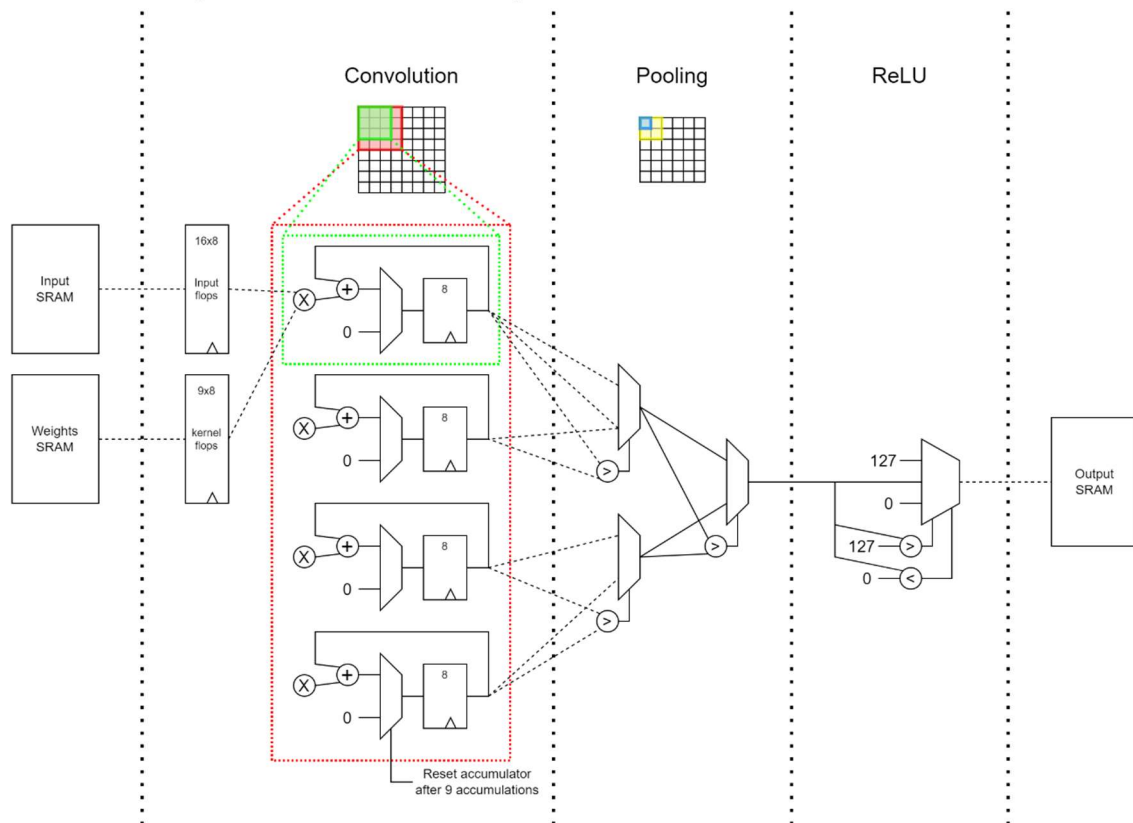 Convolution
Pooling
ReLU
Input
SRAM
16x8
Input
flops
X
+
0
8
Weights
SRAM
9x8
kernel
flops
X
+
0
8
X
+
0
8
X
+
0
8
Reset accumulator
after 9 accumulations
>
>
>
127
0
127
>
0
<
Output
SRAM